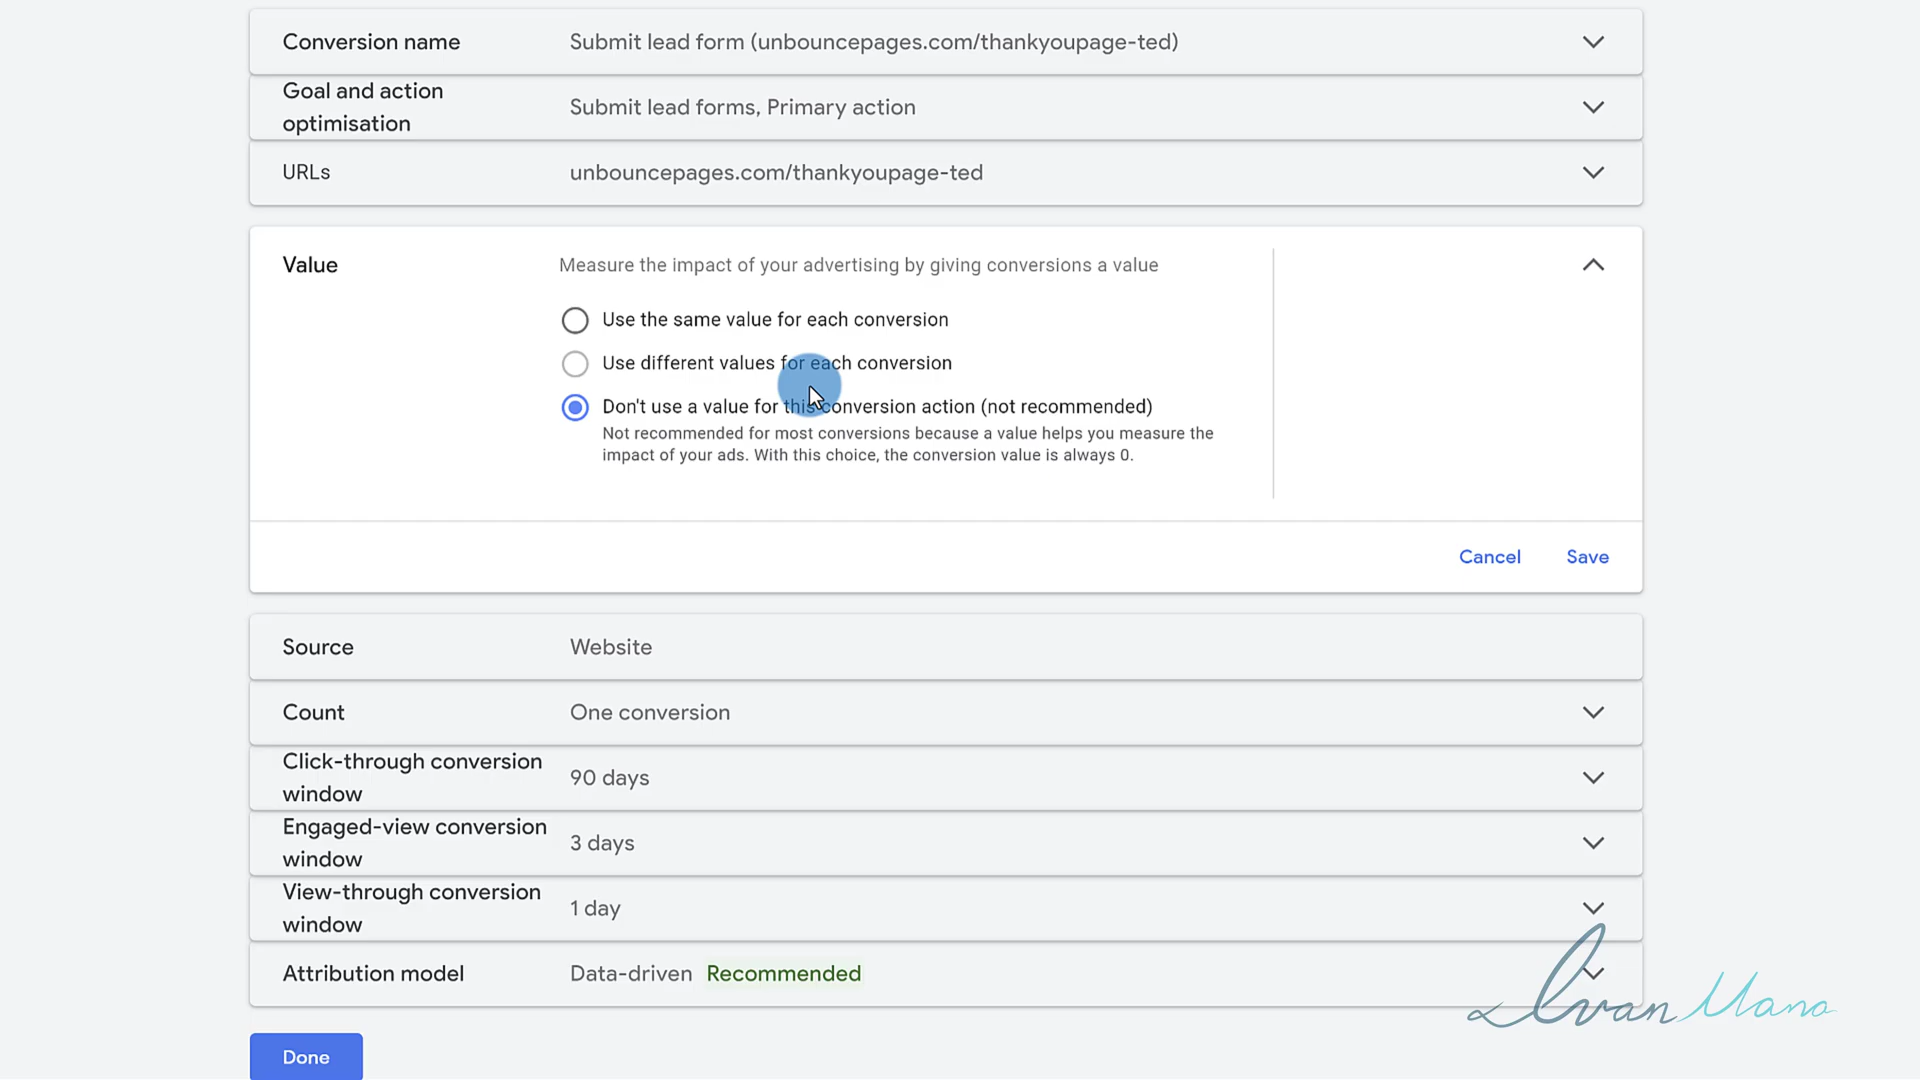 Conversion name
Submit lead form (unbouncepages.com/thankyoupage-ted)
Goal and action
optimisation
Submit lead forms, Primary action
URLs
unbouncepages.com/thankyoupage-ted
Value
Measure the impact of your advertising by giving conversions a value
Use the same value for each conversion
Use different values for each conversion
Don't use a value for this conversion action (not recommended)
Not recommended for most conversions because a value helps you measure the
impact of your ads. With this choice, the conversion value is always 0.
Cancel
Save
Source
Website
Count
One conversion
Click-through conversion
window
90 days
Engaged-view conversion
window
3 days
View-through conversion
window
1 day
Attribution model
Data-driven
Recommended
Ivan Mana
Done